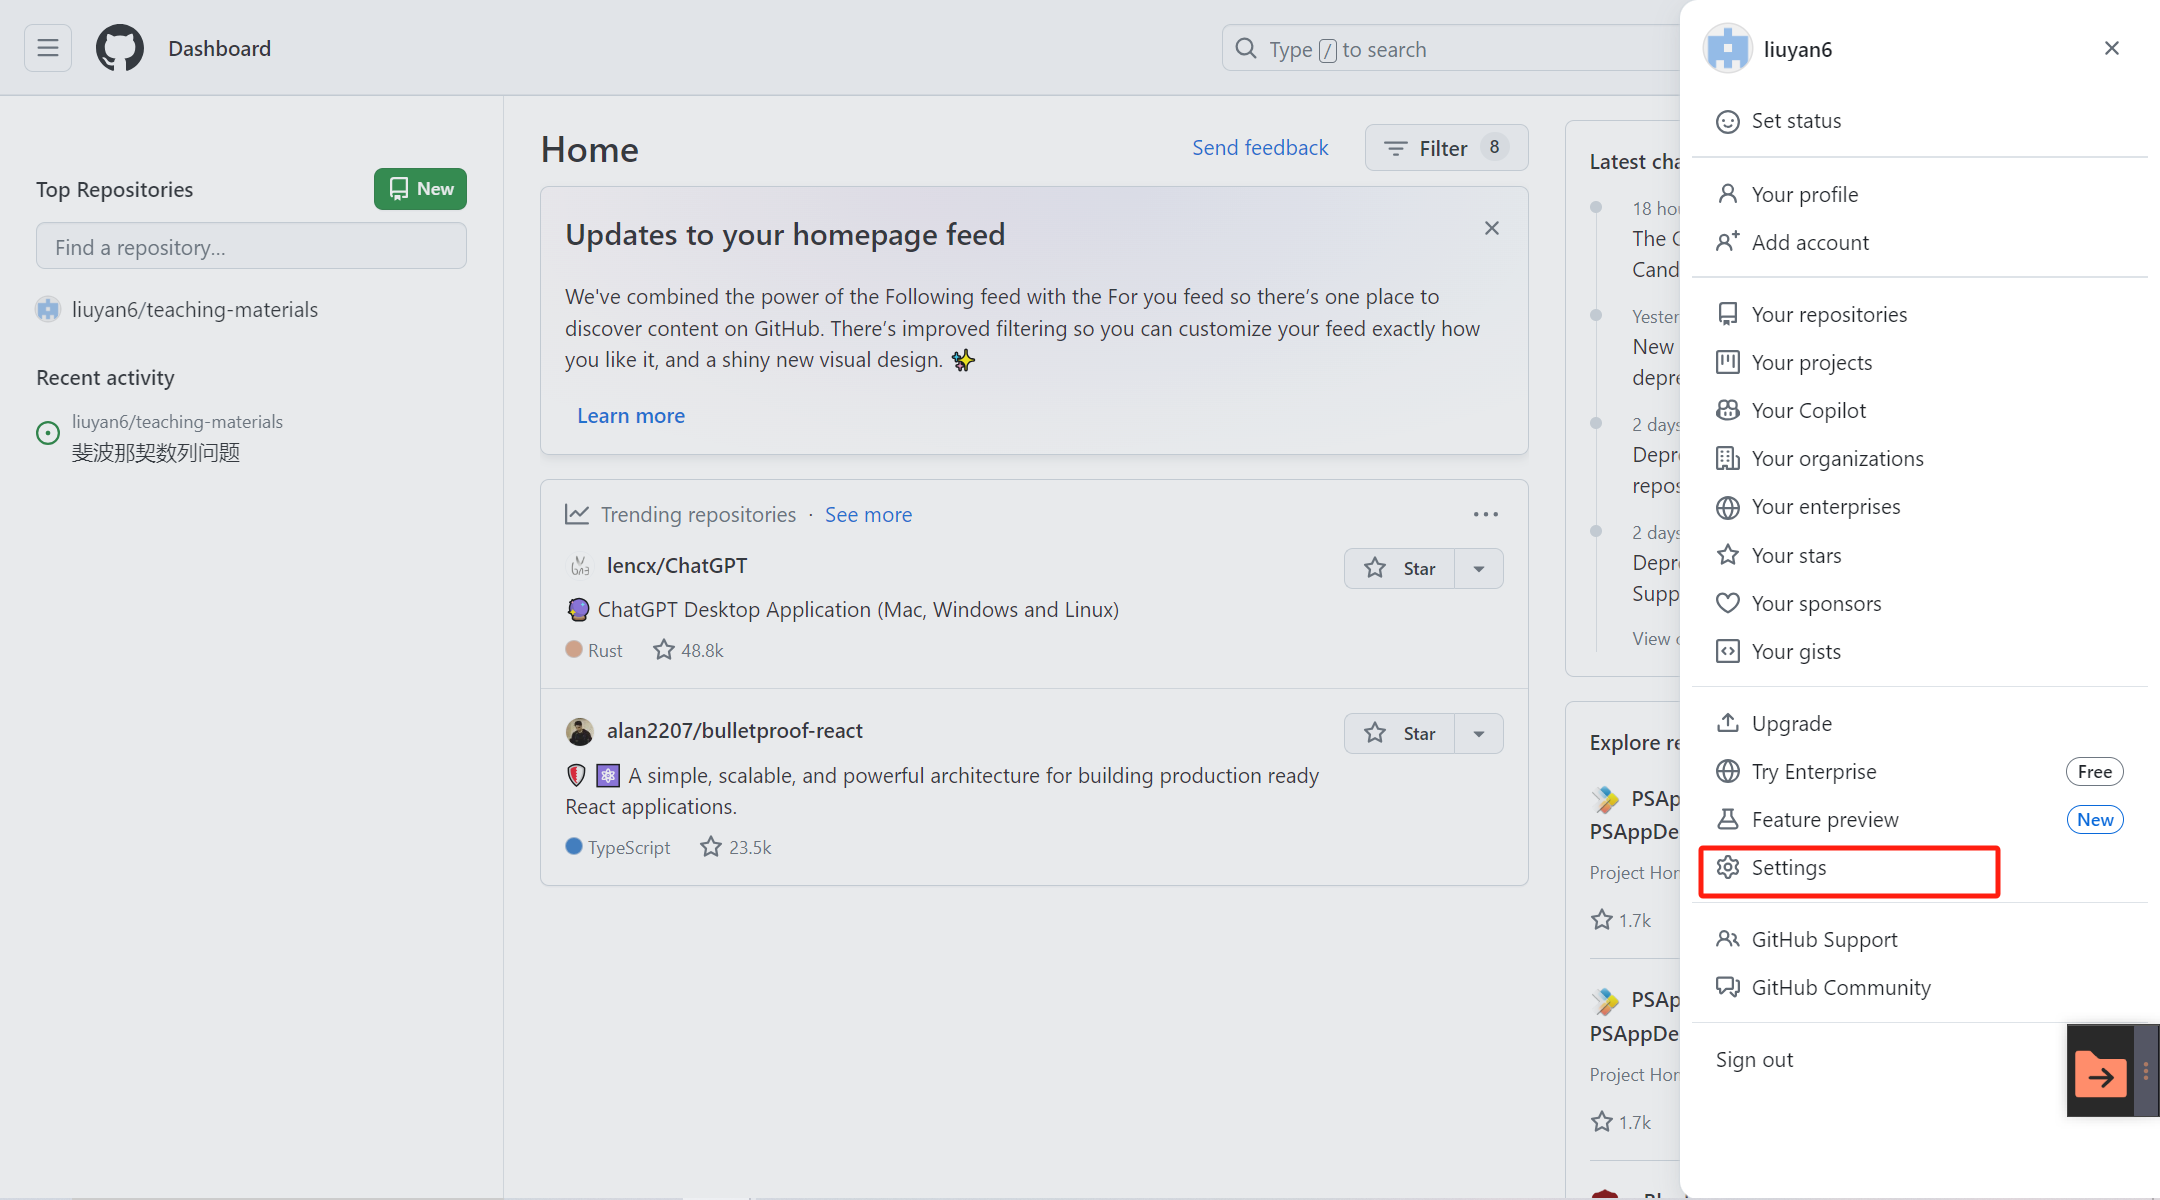 Dashboard
Type / to search
Top Repositories
New
Find a repository...
liuyan6/teaching-materials
Recent activity
liuyan6/teaching-materials
斐波那契数列问题
Home
Send feedback
Filter 8
Updates to your homepage feed
We've combined the power of the Following feed with the For you feed so there's one place to
discover content on GitHub. There's improved filtering so you can customize your feed exactly how
you like it, and a shiny new visual design.
Learn more
Trending repositories · See more
lencx/ChatGPT
Star
ChatGPT Desktop Application (Mac, Windows and Linux)
Rust 48.8k
alan2207/bulletproof-react
Star
A simple, scalable, and powerful architecture for building production ready
React applications.
TypeScript 23.5k
Latest cha
18 hou
The
Cand
Yester
New
depre
2 days
Depr
repos
2 days
Depr
Supp
View
Explore re
PSAp
PSAppDe
Project Hor
1.7k
PSAp
PSAppDe
Project Hor
1.7k
liuyan6
Set status
Your profile
Add account
Your repositories
Your projects
Your Copilot
Your organizations
Your enterprises
Your stars
Your sponsors
Your gists
Upgrade
Try Enterprise Free
Feature preview New
Settings
GitHub Support
GitHub Community
Sign out